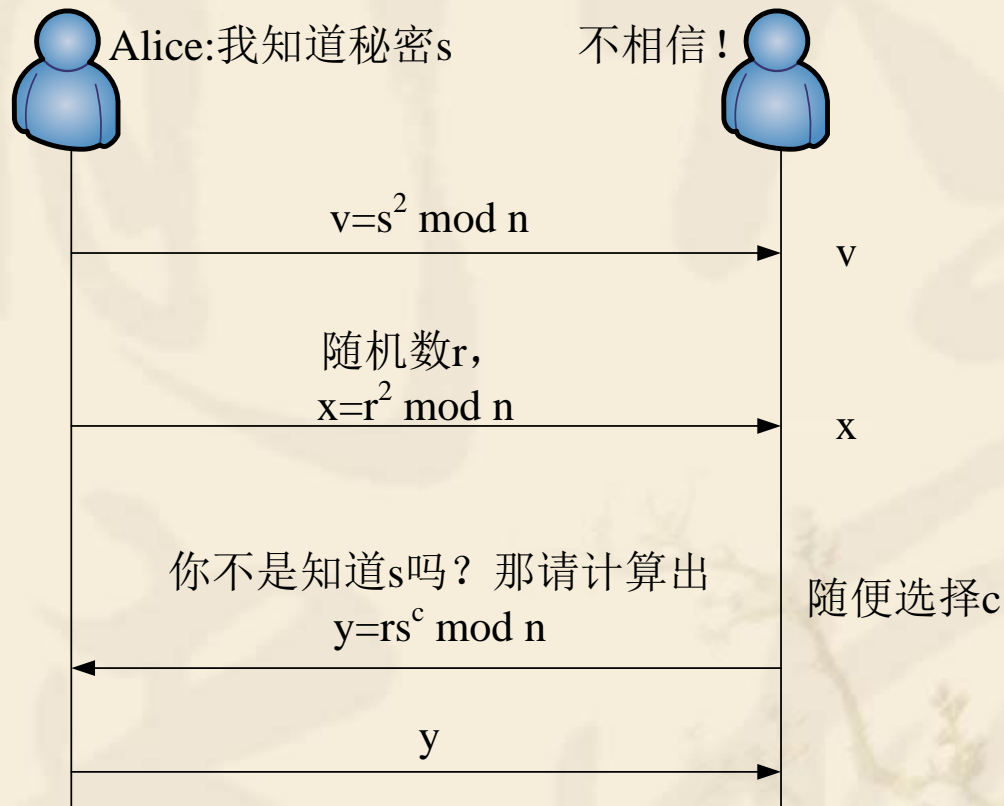 Alice:我知道秘密s
不相信！
v=s² mod n
v
随机数r，
x=r² mod n
x
你不是知道s吗？那请计算出
y=rsᶜ mod n
随便选择c
y